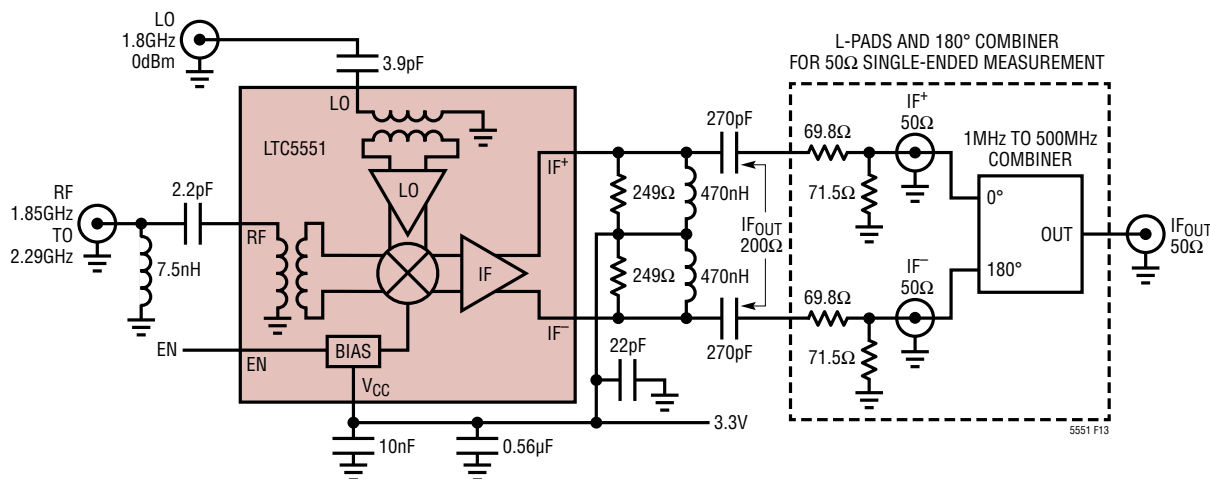 LO
1.8GHz
0dBm
3.9pF
LO
LTC5551
LO
RF
1.85GHz
TO
2.29GHz
2.2pF
7.5nH
RF
IF
IF+
IF−
EN
EN
BIAS
VCC
10nF
0.56µF
22pF
3.3V
249Ω
470nH
249Ω
470nH
270pF
270pF
IFOUT
200Ω
L-PADS AND 180° COMBINER
FOR 50Ω SINGLE-ENDED MEASUREMENT
69.8Ω
71.5Ω
IF+
50Ω
69.8Ω
71.5Ω
IF−
50Ω
1MHz TO 500MHz
COMBINER
0°
OUT
180°
IFOUT
50Ω
5551 F13